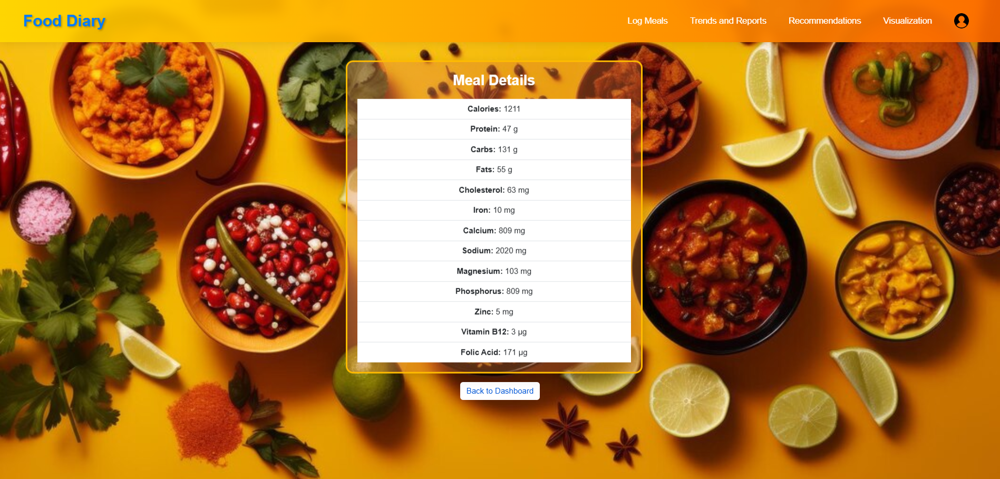 Food Diary
Log Meals
Trends and Reports
Recommendations
Visualization
Meal Details
Calories: 1211
Protein: 47 g
Carbs: 131 g
Fats: 55 g
Cholesterol: 63 mg
Iron: 10 mg
Calcium: 809 mg
Sodium: 2020 mg
Magnesium: 103 mg
Phosphorus: 809 mg
Zinc: 5 mg
Vitamin B12: 3 µg
Folic Acid: 171 µg
Back to Dashboard